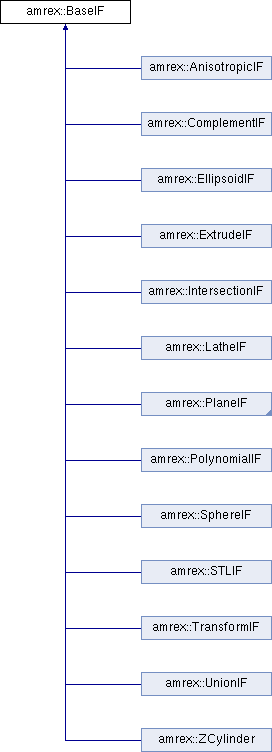 amrex::BaseIF
amrex::AnisotropicIF
amrex::ComplementIF
amrex::EllipsoidIF
amrex::ExtrudeIF
amrex::IntersectionIF
amrex::LatheIF
amrex::PlaneIF
amrex::PolynomialIF
amrex::SphereIF
amrex::STLIF
amrex::TransformIF
amrex::UnionIF
amrex::ZCylinder